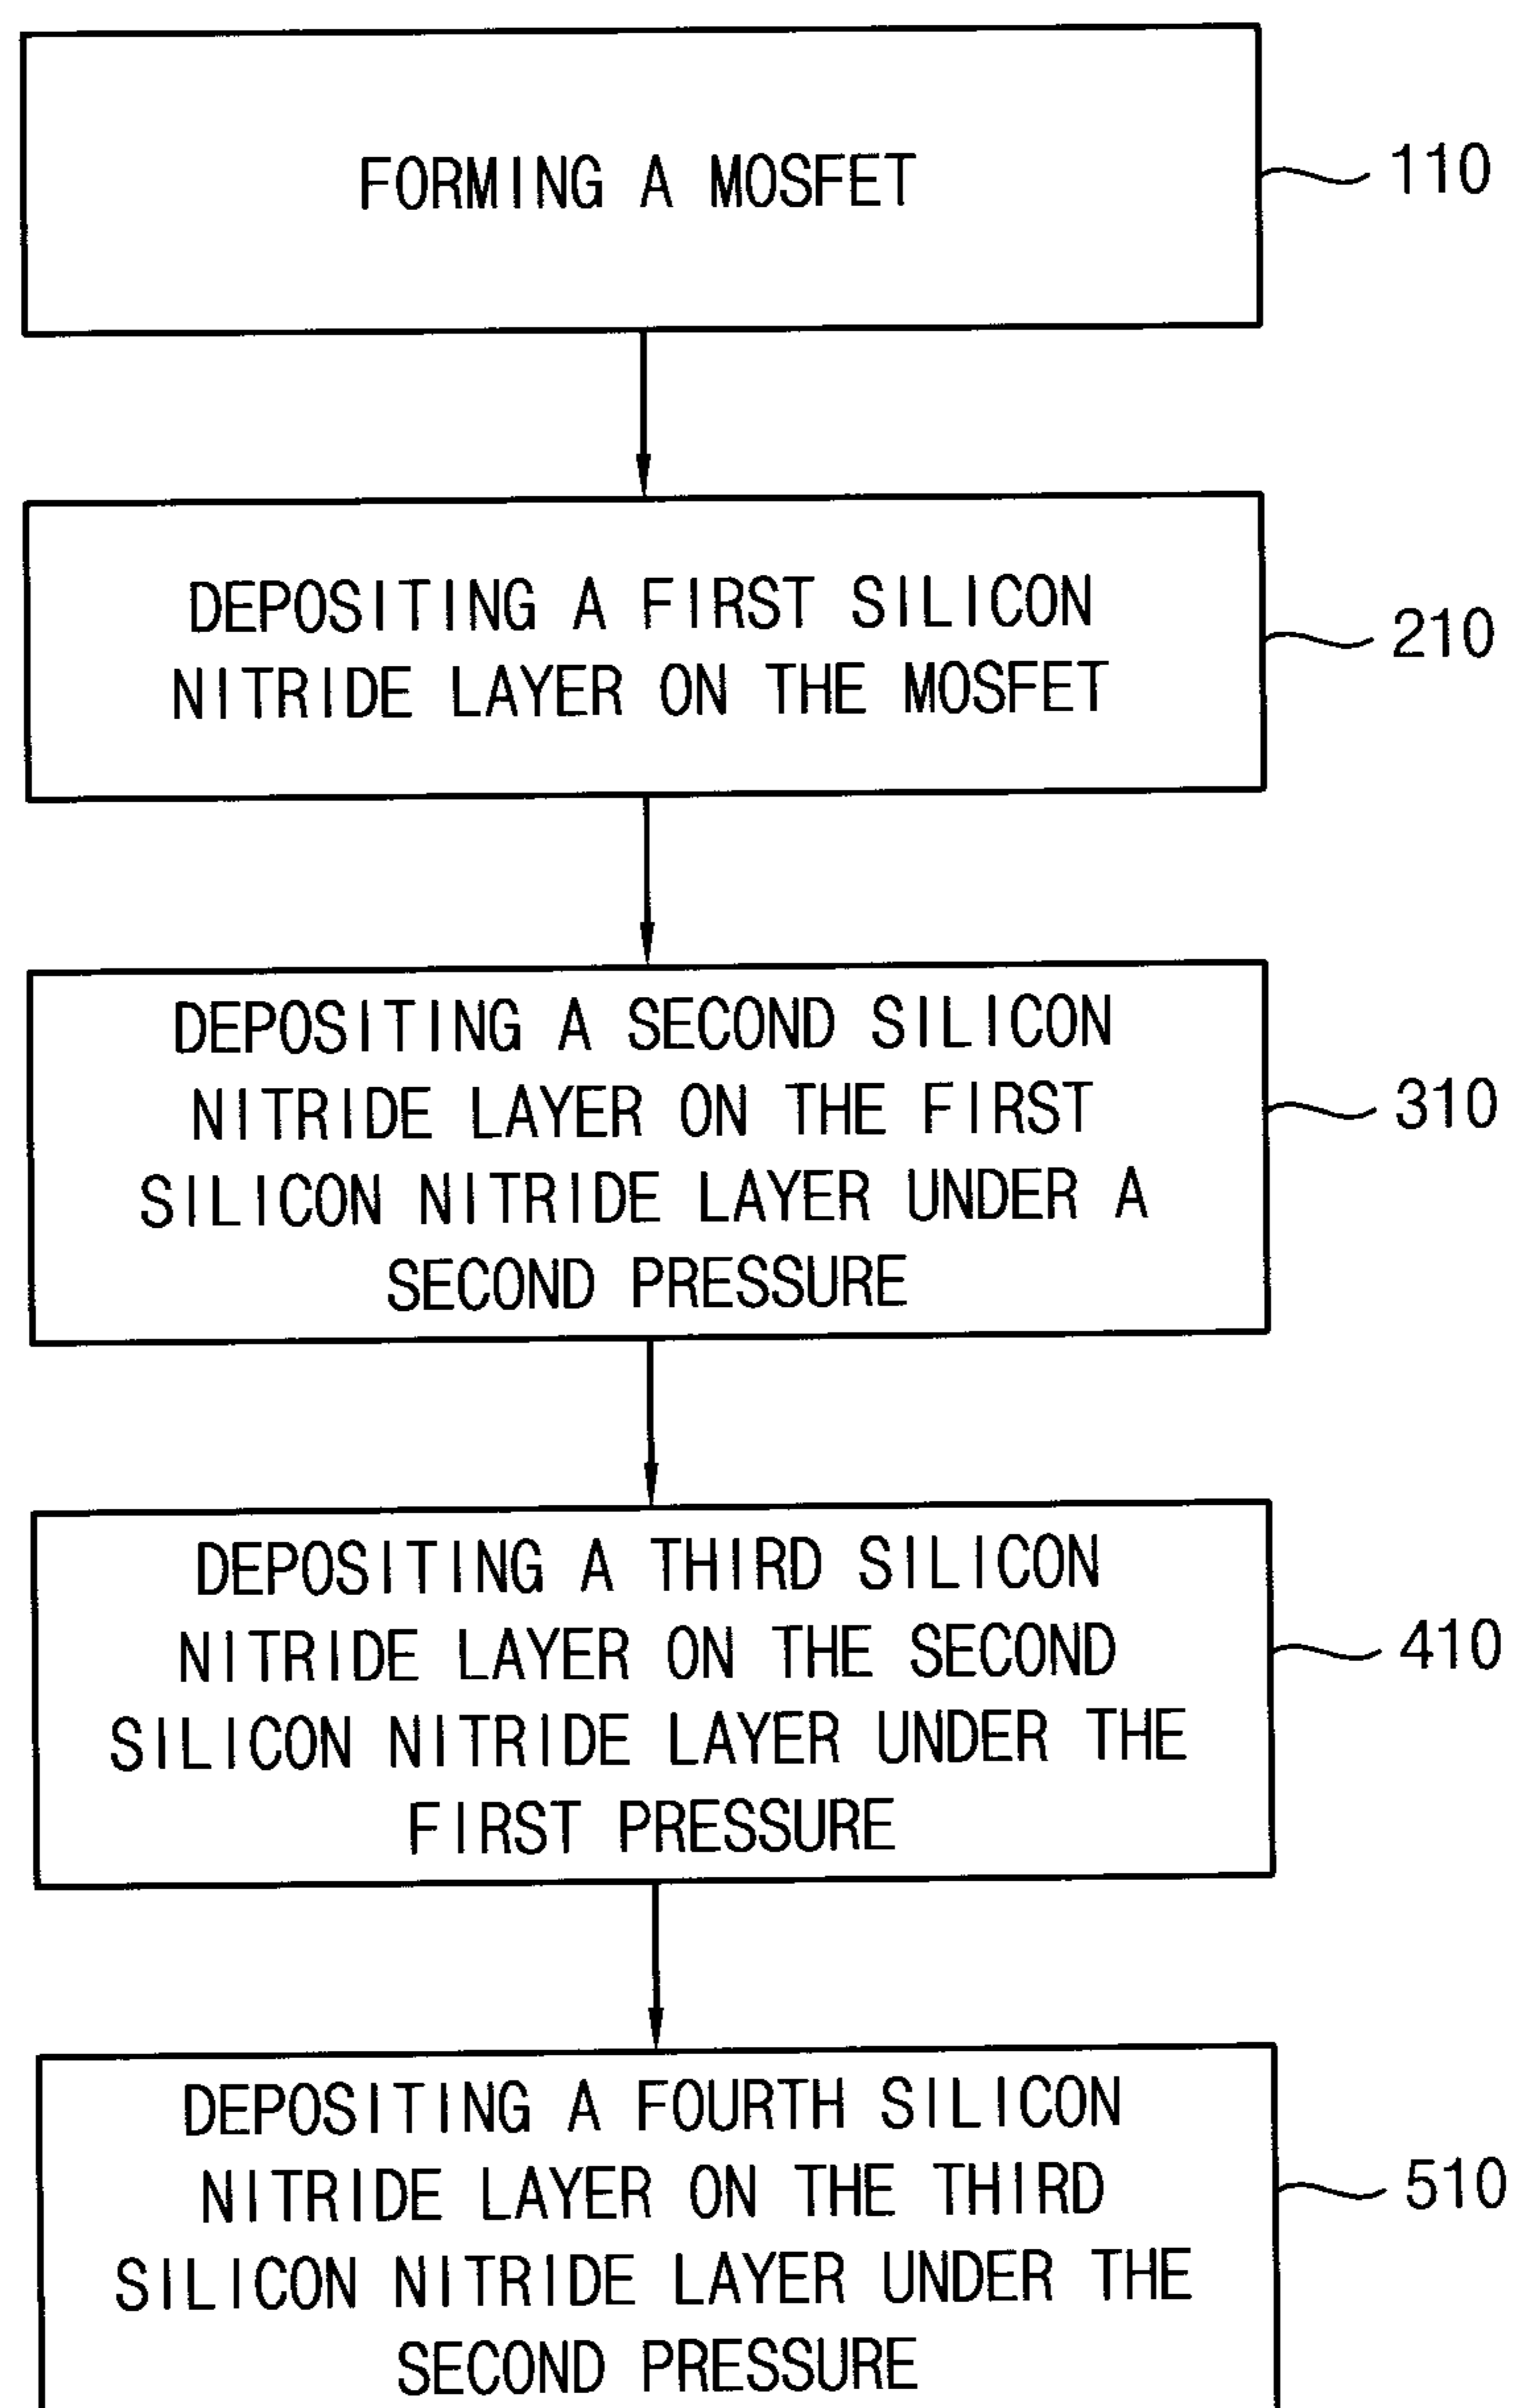 FORMING A MOSFET
110
DEPOSITING A FIRST SILICON
NITRIDE LAYER ON THE MOSFET
210
DEPOSITING A SECOND SILICON
NITRIDE LAYER ON THE FIRST
SILICON NITRIDE LAYER UNDER A
SECOND PRESSURE
310
DEPOSITING A THIRD SILICON
NITRIDE LAYER ON THE SECOND
SILICON NITRIDE LAYER UNDER THE
FIRST PRESSURE
410
DEPOSITING A FOURTH SILICON
NITRIDE LAYER ON THE THIRD
SILICON NITRIDE LAYER UNDER THE
SECOND PRESSURE
510